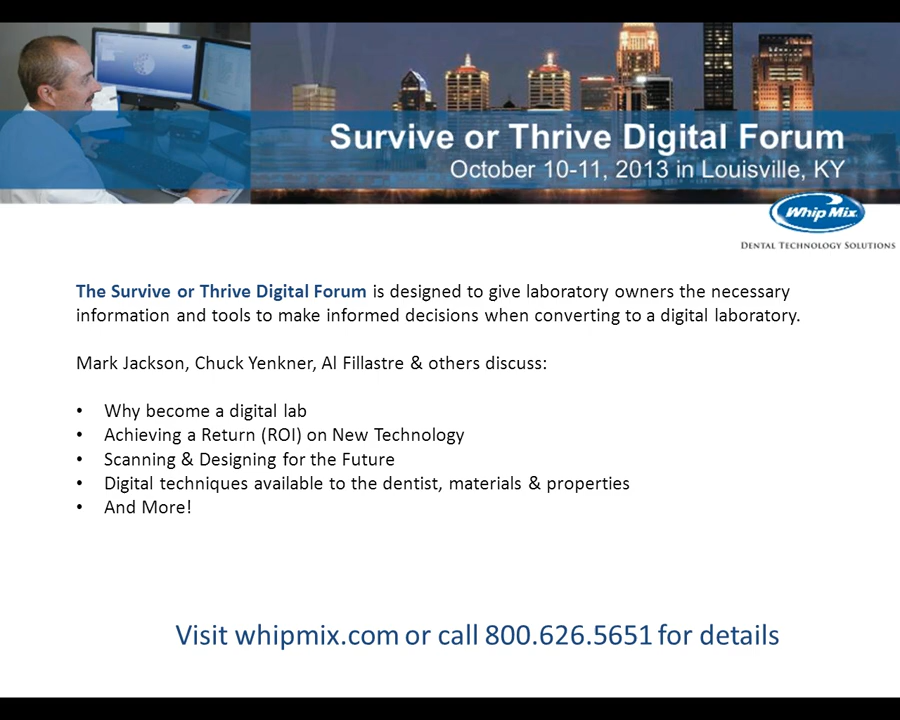 Survive or Thrive Digital Forum
October 10-11, 2013 in Louisville, KY
Whip Mix
DENTAL TECHNOLOGY SOLUTIONS
The Survive or Thrive Digital Forum is designed to give laboratory owners the necessary
information and tools to make informed decisions when converting to a digital laboratory.
Mark Jackson, Chuck Yenkner, Al Fillastre & others discuss:
• Why become a digital lab
• Achieving a Return (ROI) on New Technology
• Scanning & Designing for the Future
• Digital techniques available to the dentist, materials & properties
• And More!
Visit whipmix.com or call 800.626.5651 for details